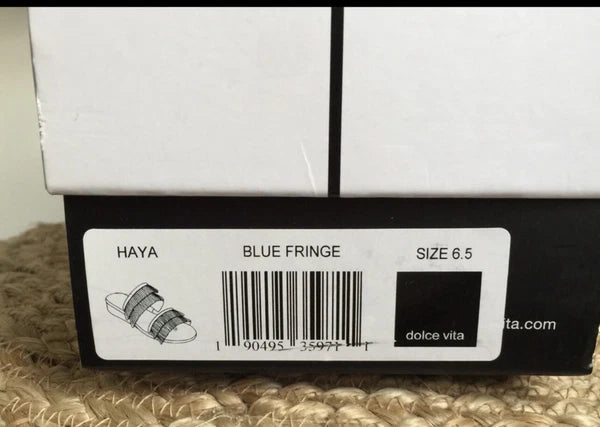 HAYA BLUE FRINGE SIZE 6.5
dolce vita
ita.com
1 90495 35971 1